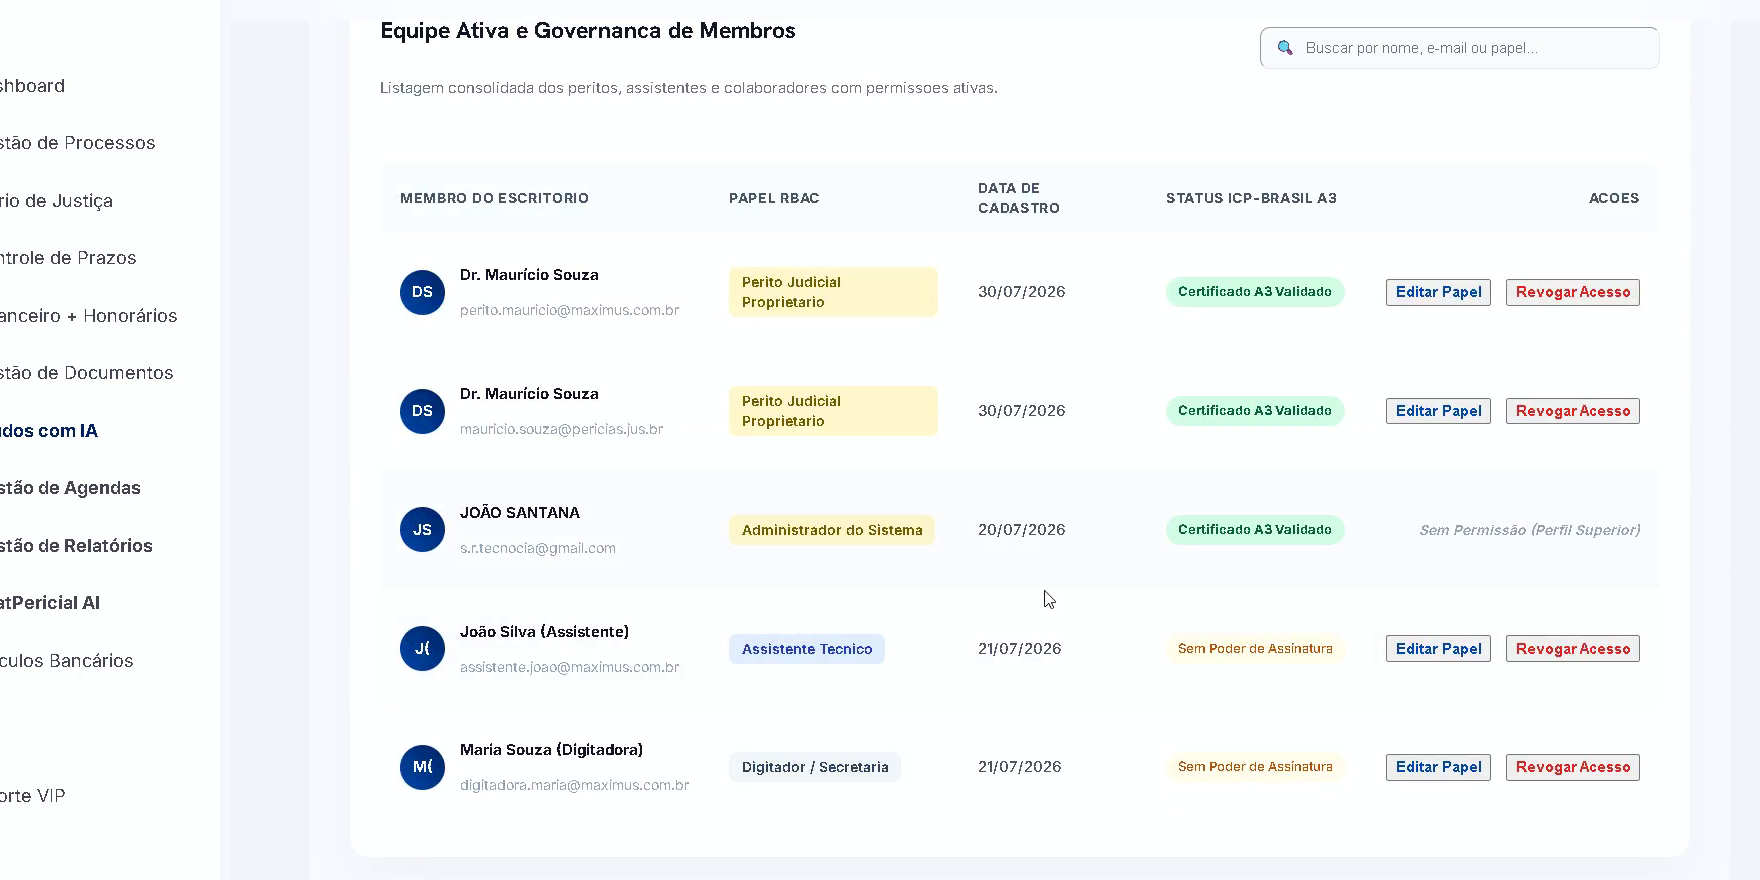 Equipe Ativa e Governanca de Membros
Buscar por nome, e-mail ou papel...
Listagem consolidada dos peritos, assistentes e colaboradores com permissoes ativas.
shboard
stão de Processos
rio de Justiça
ntrole de Prazos
anceiro + Honorários
stão de Documentos
udos com IA
stão de Agendas
stão de Relatórios
atPericial AI
culos Bancários
orte VIP
MEMBRO DO ESCRITORIO
PAPEL RBAC
DATA DE
CADASTRO
STATUS ICP-BRASIL A3
ACOES
DS
Dr. Maurício Souza
perito.mauricio@maximus.com.br
Perito Judicial
Proprietario
30/07/2026
Certificado A3 Validado
Editar Papel
Revogar Acesso
DS
Dr. Maurício Souza
mauricio.souza@pericias.jus.br
Perito Judicial
Proprietario
30/07/2026
Certificado A3 Validado
Editar Papel
Revogar Acesso
JS
JOÃO SANTANA
s.r.tecnocia@gmail.com
Administrador do Sistema
20/07/2026
Certificado A3 Validado
Sem Permissão (Perfil Superior)
J(
João Silva (Assistente)
assistente.joao@maximus.com.br
Assistente Tecnico
21/07/2026
Sem Poder de Assinatura
Editar Papel
Revogar Acesso
M(
Maria Souza (Digitadora)
digitadora.maria@maximus.com.br
Digitador / Secretaria
21/07/2026
Sem Poder de Assinatura
Editar Papel
Revogar Acesso